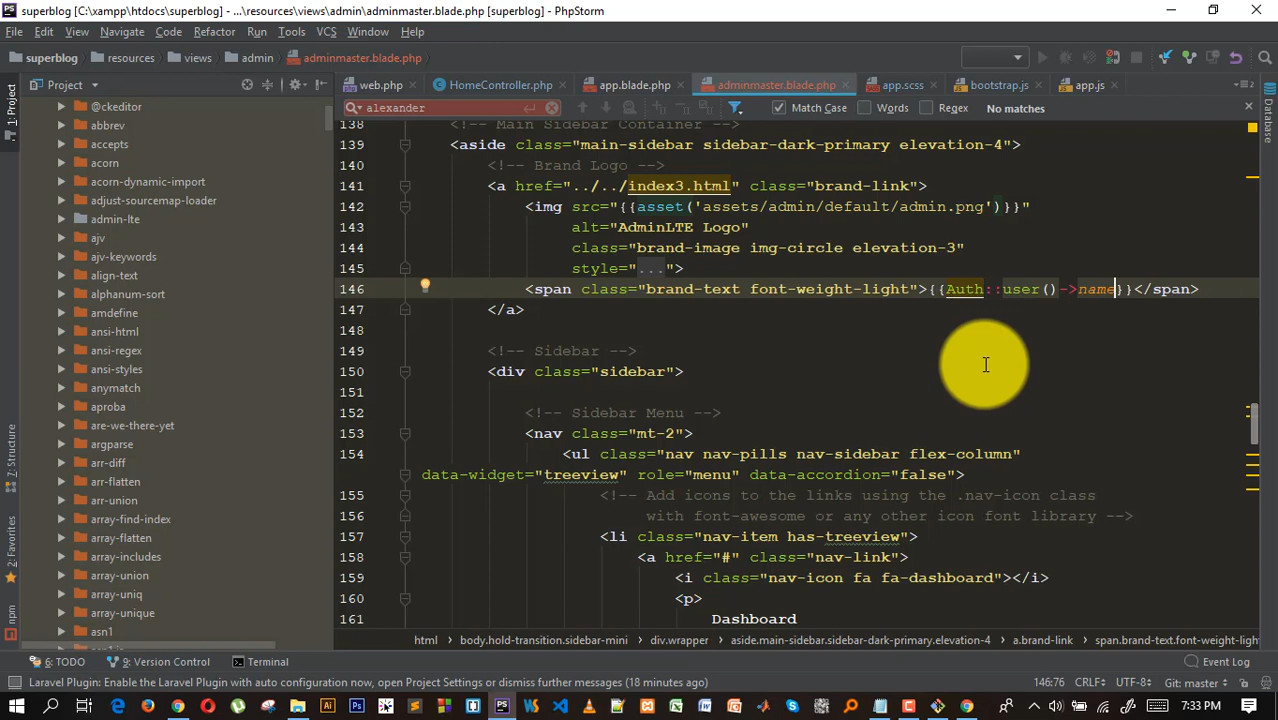 superblog [C:\xampp\htdocs\superblog] - ...\resources\views\admin\adminmaster.blade.php [superblog] - PhpStorm
File Edit View Navigate Code Refactor Run Tools VCS Window Help
superblog resources views admin adminmaster.blade.php
Project web.php HomeController.php app.blade.php adminmaster.blade.php app.scss bootstrap.js app.js
alexander Match Case Words Regex No matches
1: Project
7: Structure
2: Favorites
npm
Database
@ckeditor
abbrev
accepts
acorn
acorn-dynamic-import
adjust-sourcemap-loader
admin-lte
ajv
ajv-keywords
align-text
alphanum-sort
amdefine
ansi-html
ansi-regex
ansi-styles
anymatch
aproba
are-we-there-yet
argparse
arr-diff
arr-flatten
arr-union
array-find-index
array-flatten
array-includes
array-union
array-uniq
array-unique
asn1
138 <!-- Main Sidebar Container -->
139 <aside class="main-sidebar sidebar-dark-primary elevation-4">
140 <!-- Brand Logo -->
141 <a href="../../index3.html" class="brand-link">
142 <img src="{{asset('assets/admin/default/admin.png')}}"
143 alt="AdminLTE Logo"
144 class="brand-image img-circle elevation-3"
145 style="...">
146 <span class="brand-text font-weight-light">{{Auth::user()->name}}</span>
147 </a>
148
149 <!-- Sidebar -->
150 <div class="sidebar">
151
152 <!-- Sidebar Menu -->
153 <nav class="mt-2">
154 <ul class="nav nav-pills nav-sidebar flex-column"
data-widget="treeview" role="menu" data-accordion="false">
155 <!-- Add icons to the links using the .nav-icon class
156 with font-awesome or any other icon font library -->
157 <li class="nav-item has-treeview">
158 <a href="#" class="nav-link">
159 <i class="nav-icon fa fa-dashboard"></i>
160 <p>
161 Dashboard
html body.hold-transition.sidebar-mini div.wrapper aside.main-sidebar.sidebar-dark-primary.elevation-4 a.brand-link span.brand-text.font-weight-light
6: TODO 9: Version Control Terminal Event Log
Laravel Plugin: Enable the Laravel Plugin with auto configuration now, open Project Settings or dismiss further messages (18 minutes ago) 146:76 CRLF UTF-8 Git: master
7:33 PM